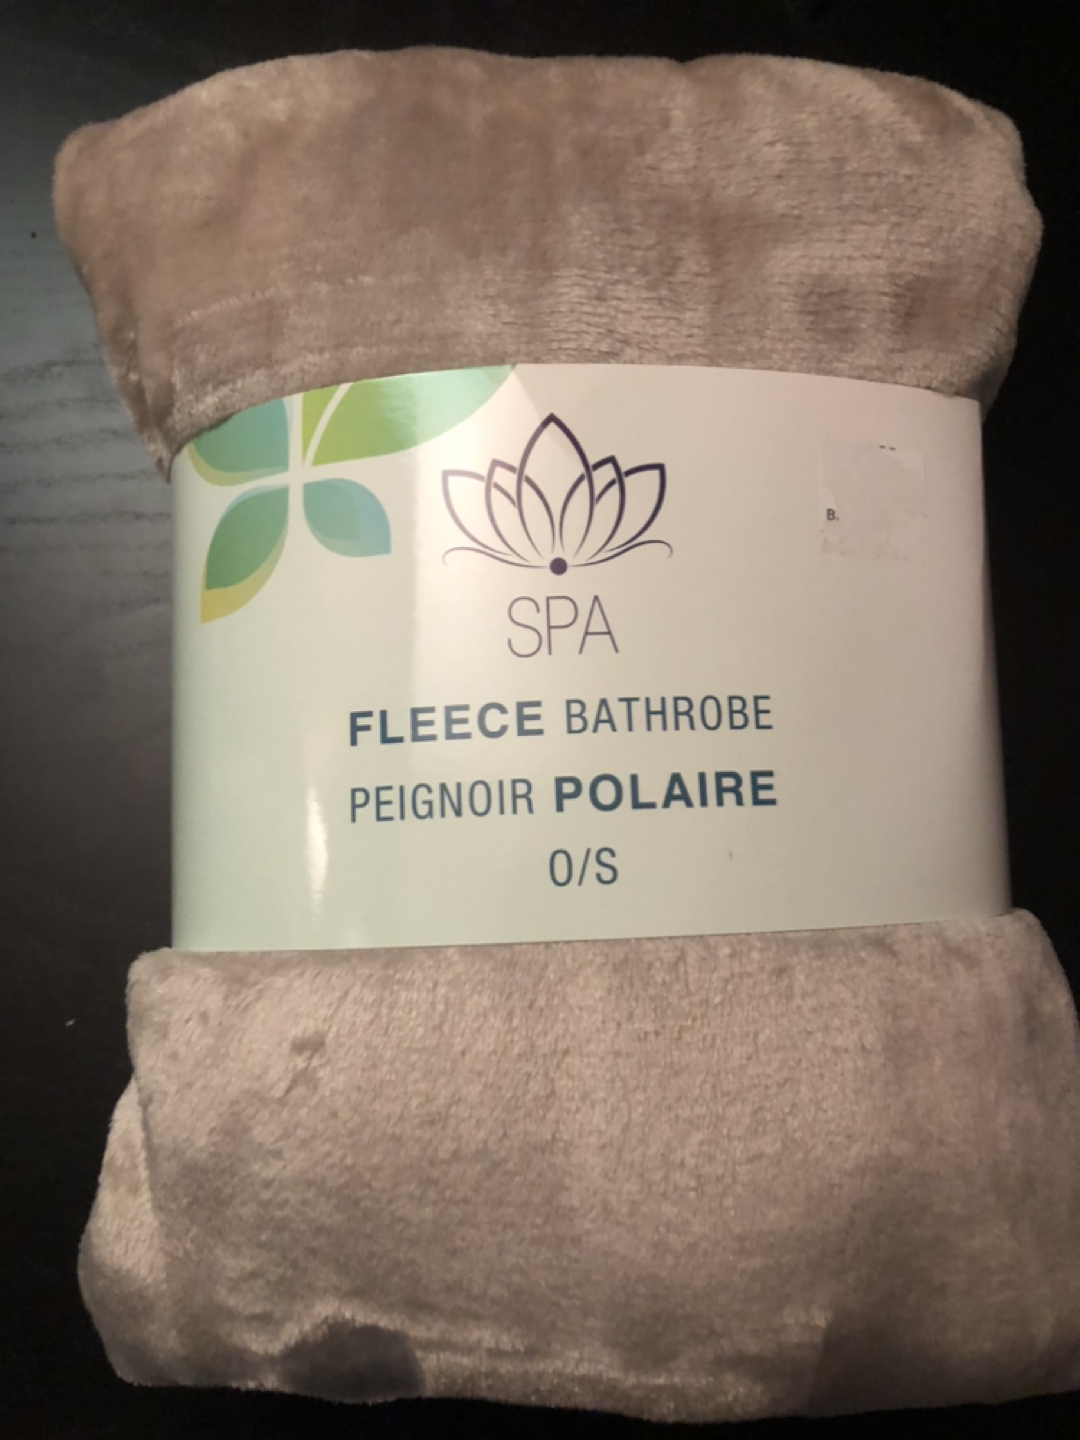 B.
SPA
FLEECE BATHROBE
PEIGNOIR POLAIRE
O/S